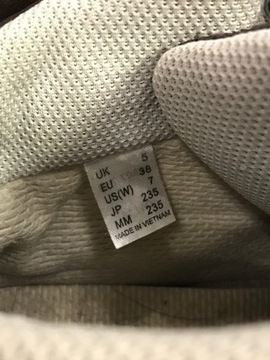 UK 5
EU 38
US(W) 7
JP 235
MM 235
MADE IN VIETNAM